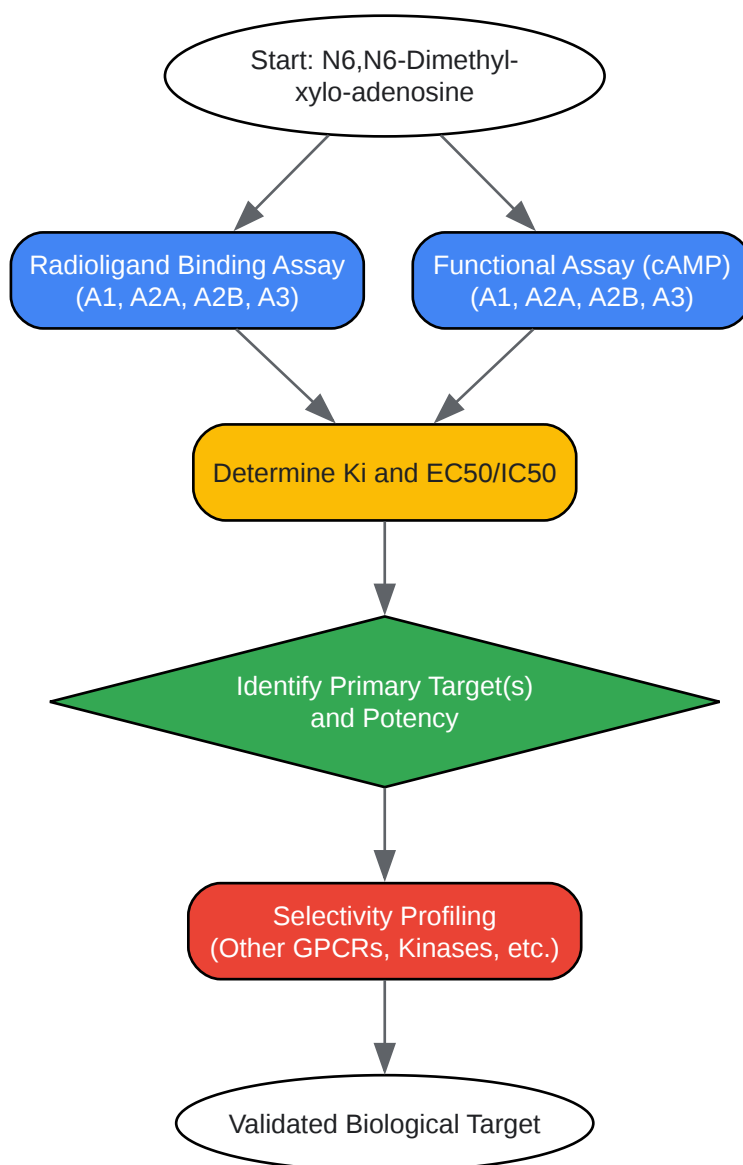 Start: N6,N6-Dimethyl-
xylo-adenosine
Radioligand Binding Assay
(A1, A2A, A2B, A3)
Functional Assay (cAMP)
(A1, A2A, A2B, A3)
Determine Ki and EC50/IC50
Identify Primary Target(s)
and Potency
Selectivity Profiling
(Other GPCRs, Kinases, etc.)
Validated Biological Target